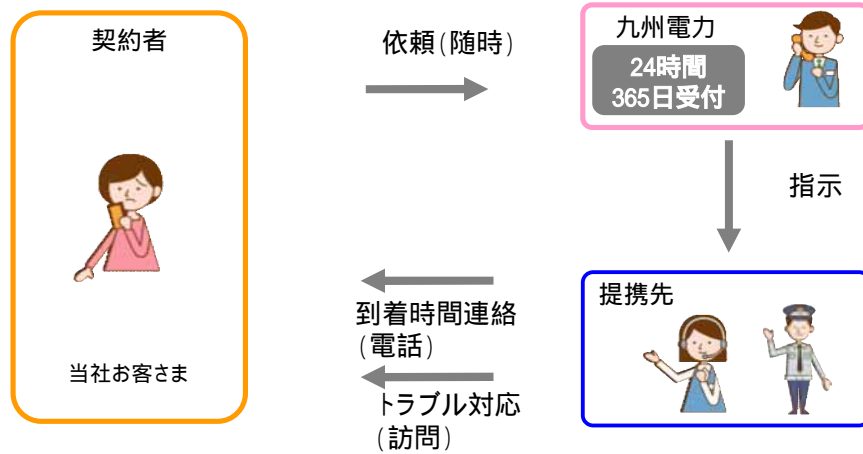 契約者
依頼(随時)
九州電力
24時間
365日受付
指示
提携先
到着時間連絡
(電話)
当社お客さま
トラブル対応
(訪問)